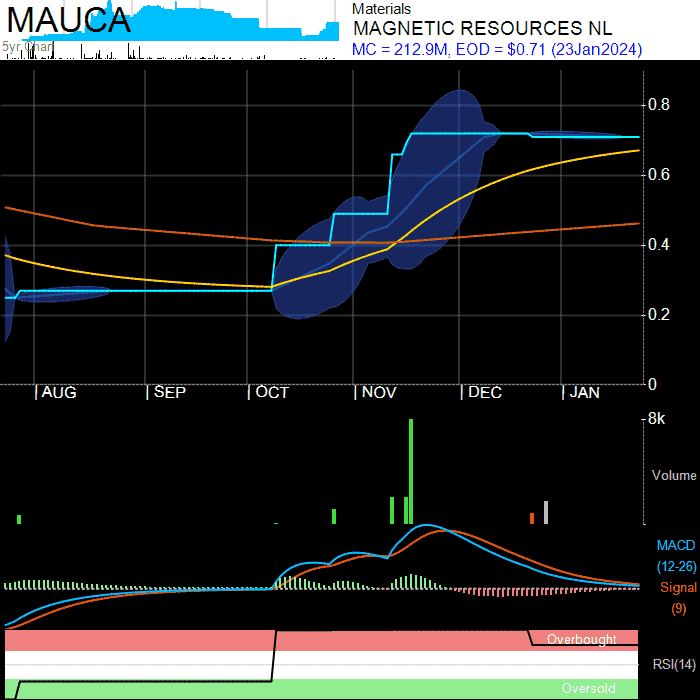 MAUCA
5yr Chart
Materials
MAGNETIC RESOURCES NL
MC = 212.9M, EOD = $0.71 (23Jan2024)
0.8
0.6
0.4
0.2
0
AUG SEP OCT NOV DEC JAN
8k
Volume
MACD
(12-26)
Signal
(9)
Overbought
RSI(14)
Oversold